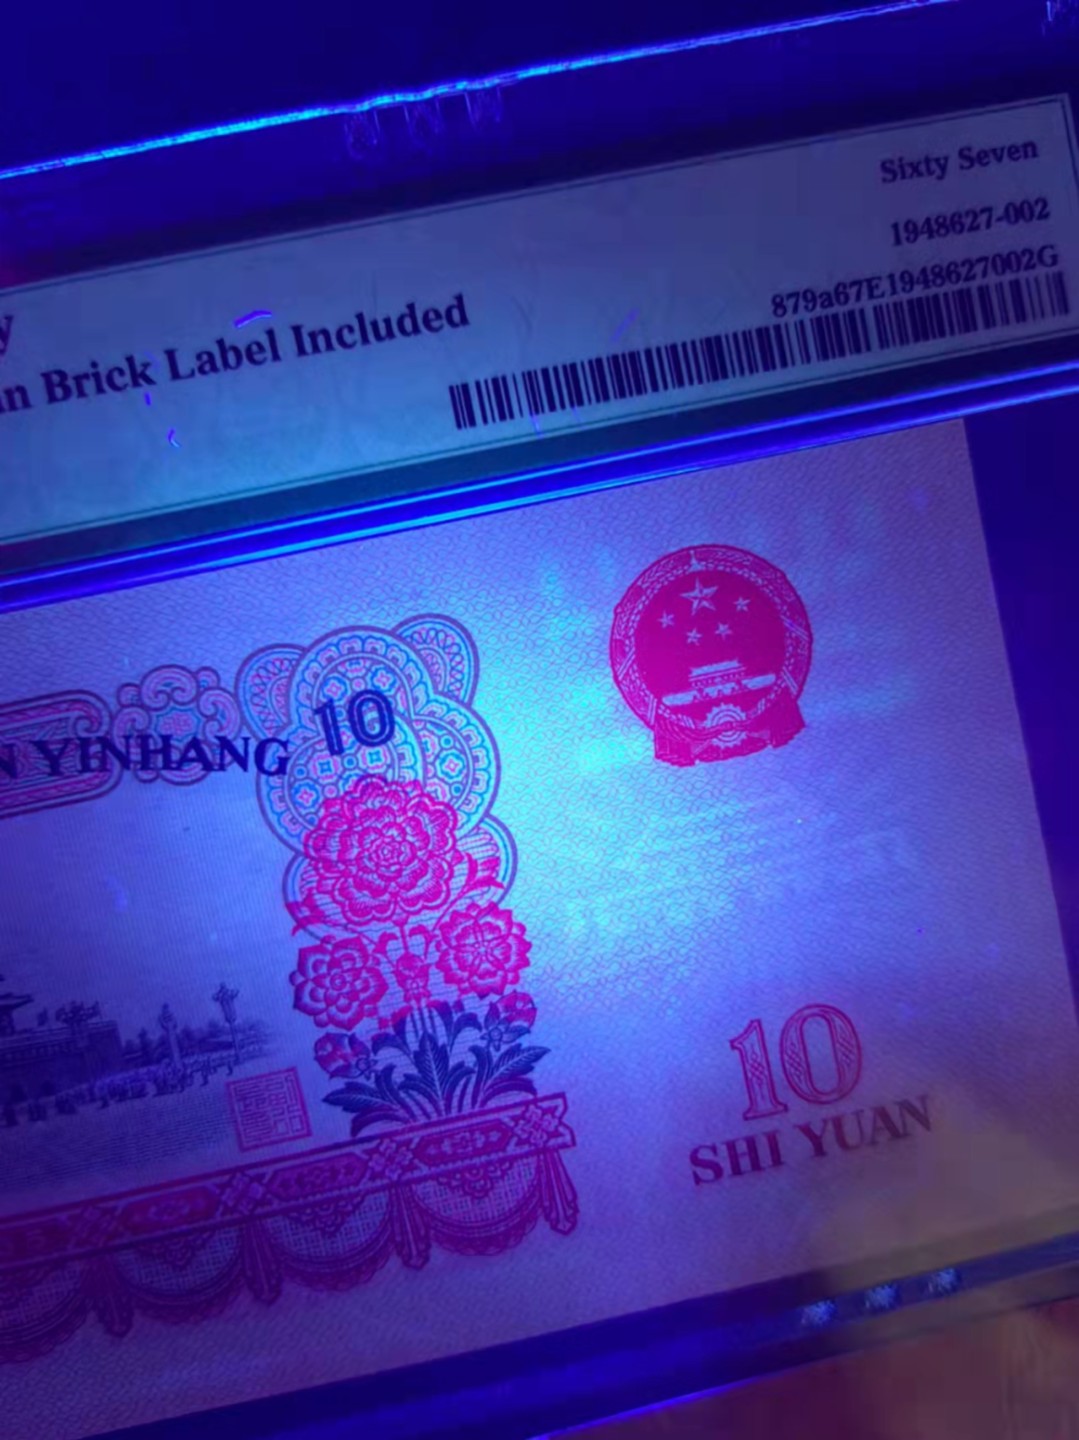 Sixty Seven
1948627-002
879a67E1948627002G
y
n Brick Label Included
N YINHANG
10
10
SHI YUAN